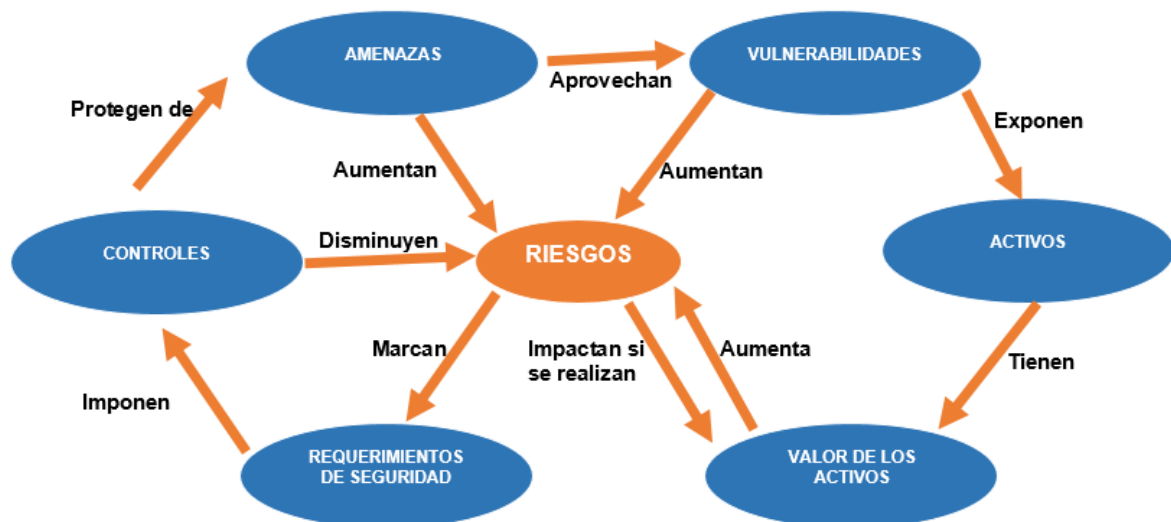 AMENAZAS
VULNERABILIDADES
Aprovechan
Protegen de
Exponen
Aumentan
Aumentan
CONTROLES
Disminuyen
RIESGOS
ACTIVOS
Marcan
Impactan si
se realizan
Aumenta
Tienen
Imponen
REQUERIMIENTOS
DE SEGURIDAD
VALOR DE LOS
ACTIVOS